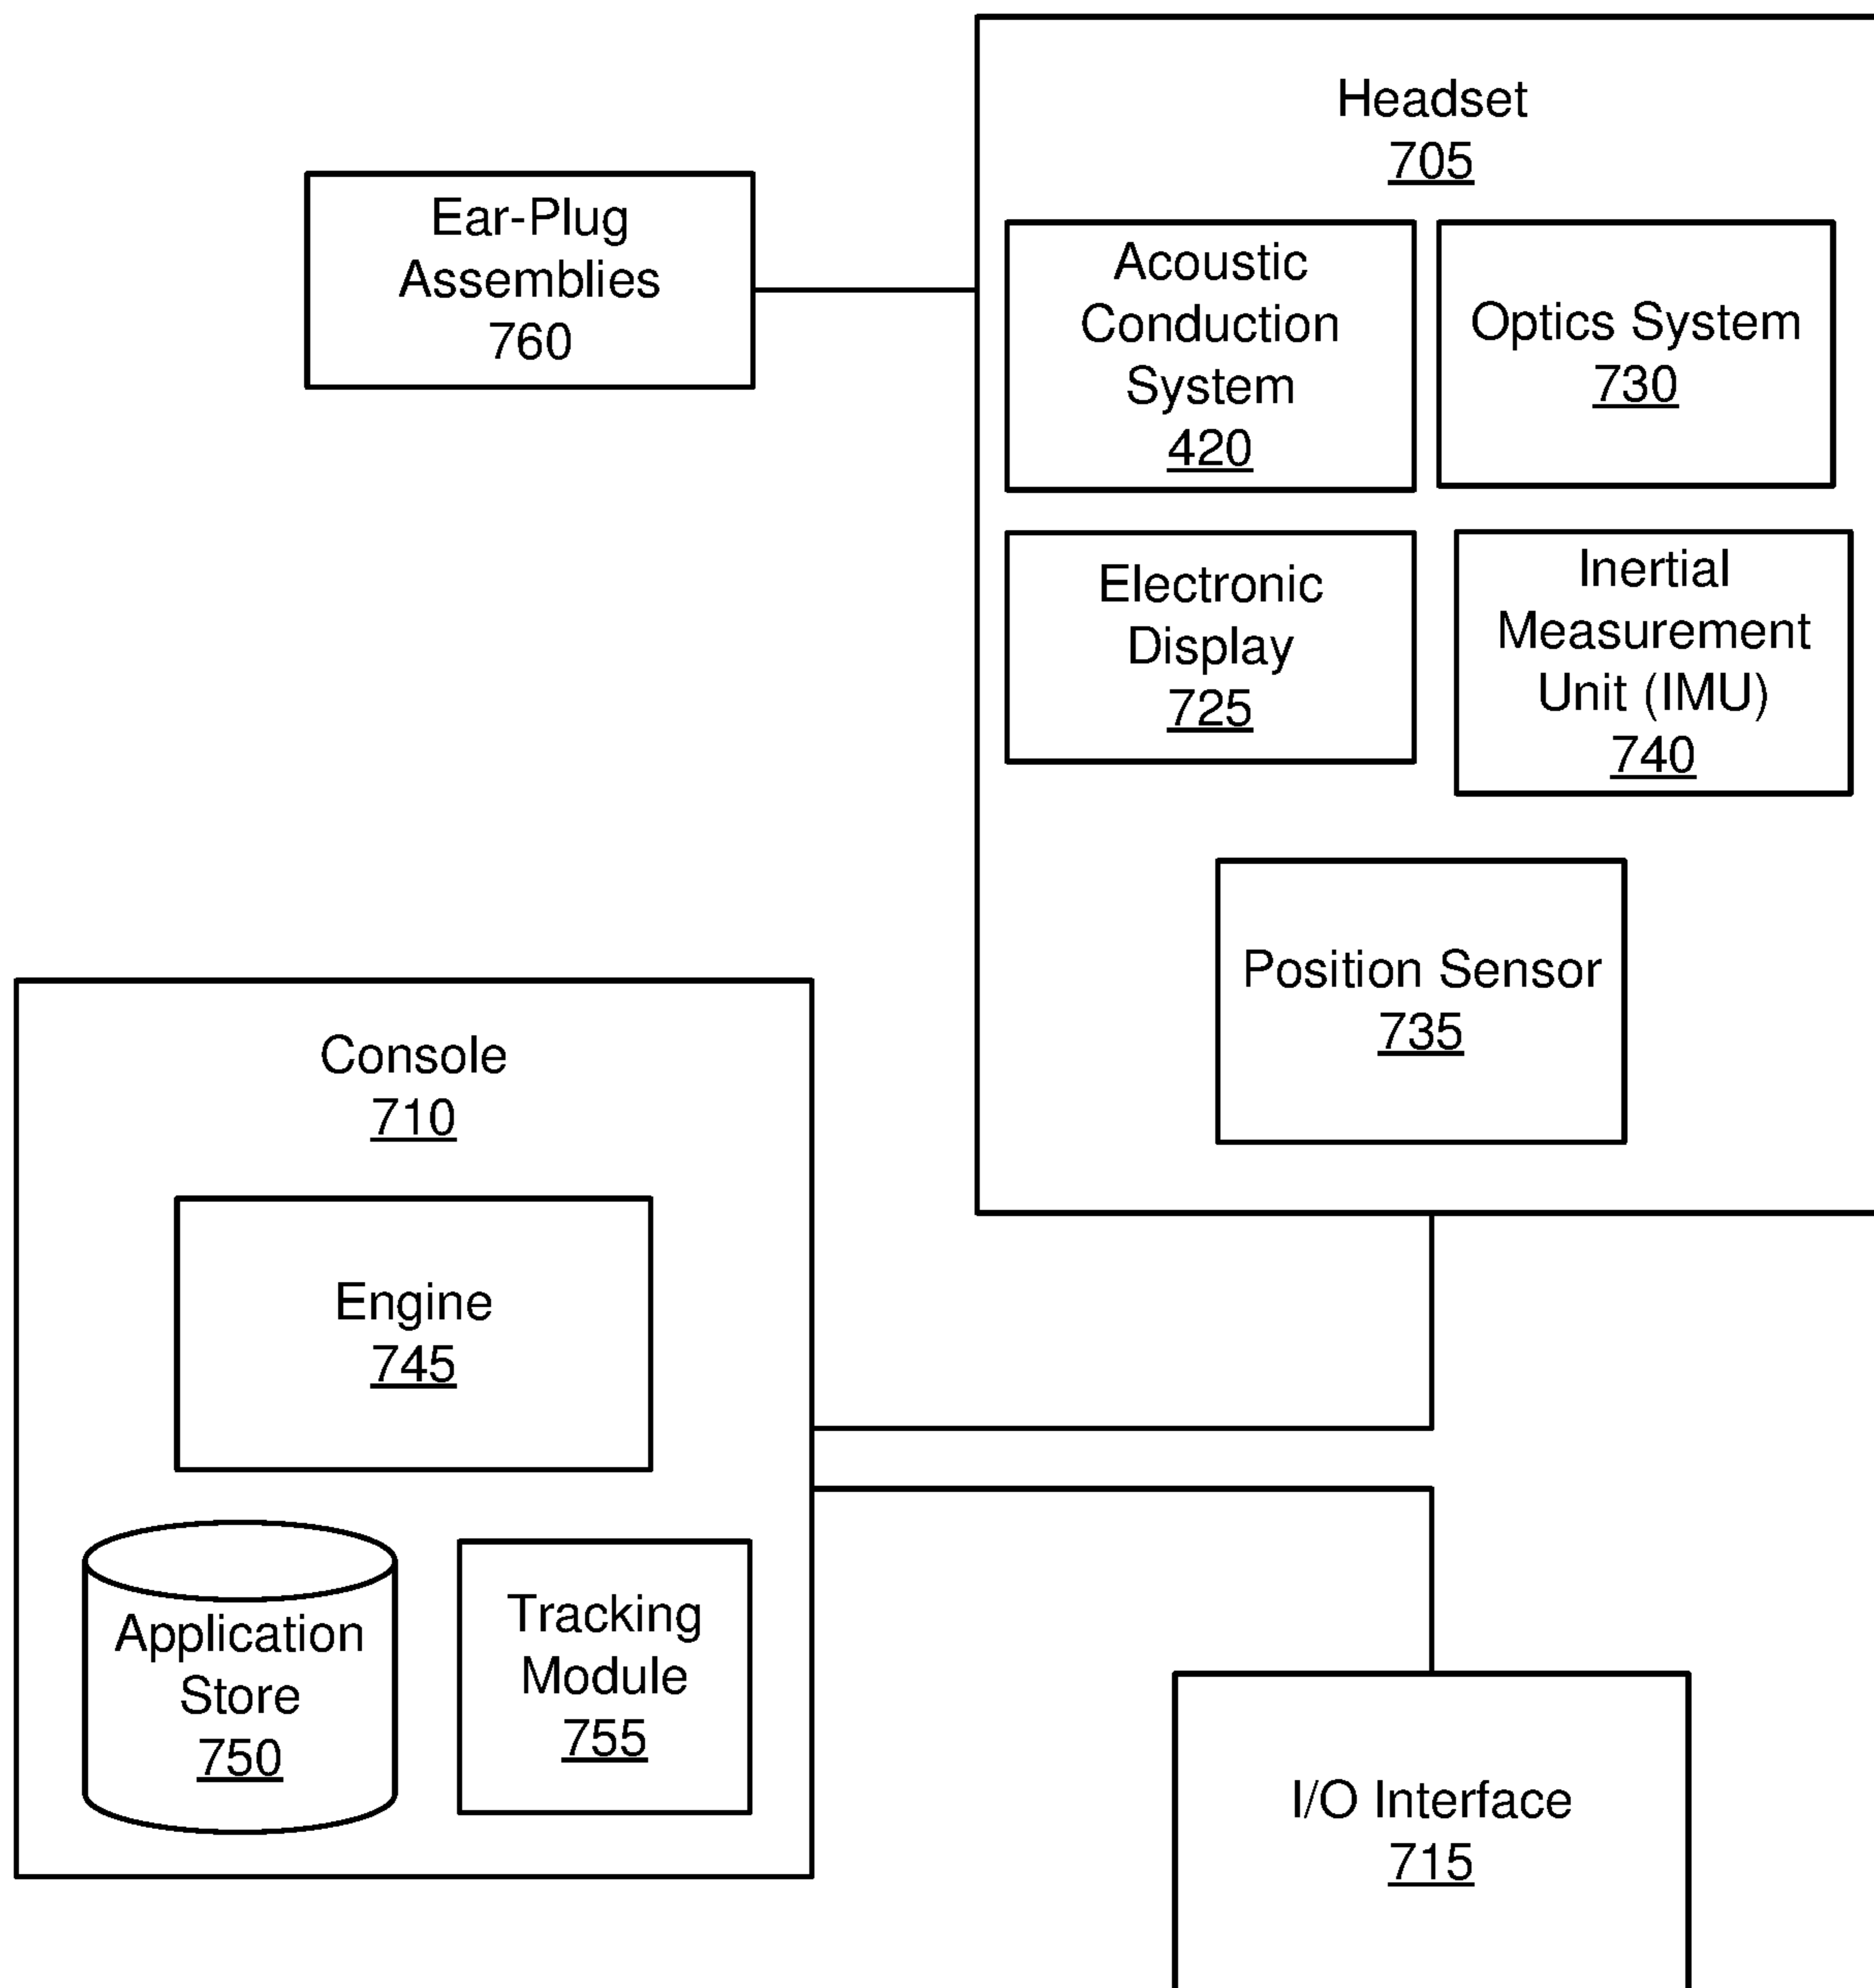 Headset
705
Ear-Plug
Assemblies
760
Acoustic
Conduction
System
420
Optics System
730
Electronic
Display
725
Inertial
Measurement
Unit (IMU)
740
Position Sensor
735
Console
710
Engine
745
Application
Store
750
Tracking
Module
755
I/O Interface
715